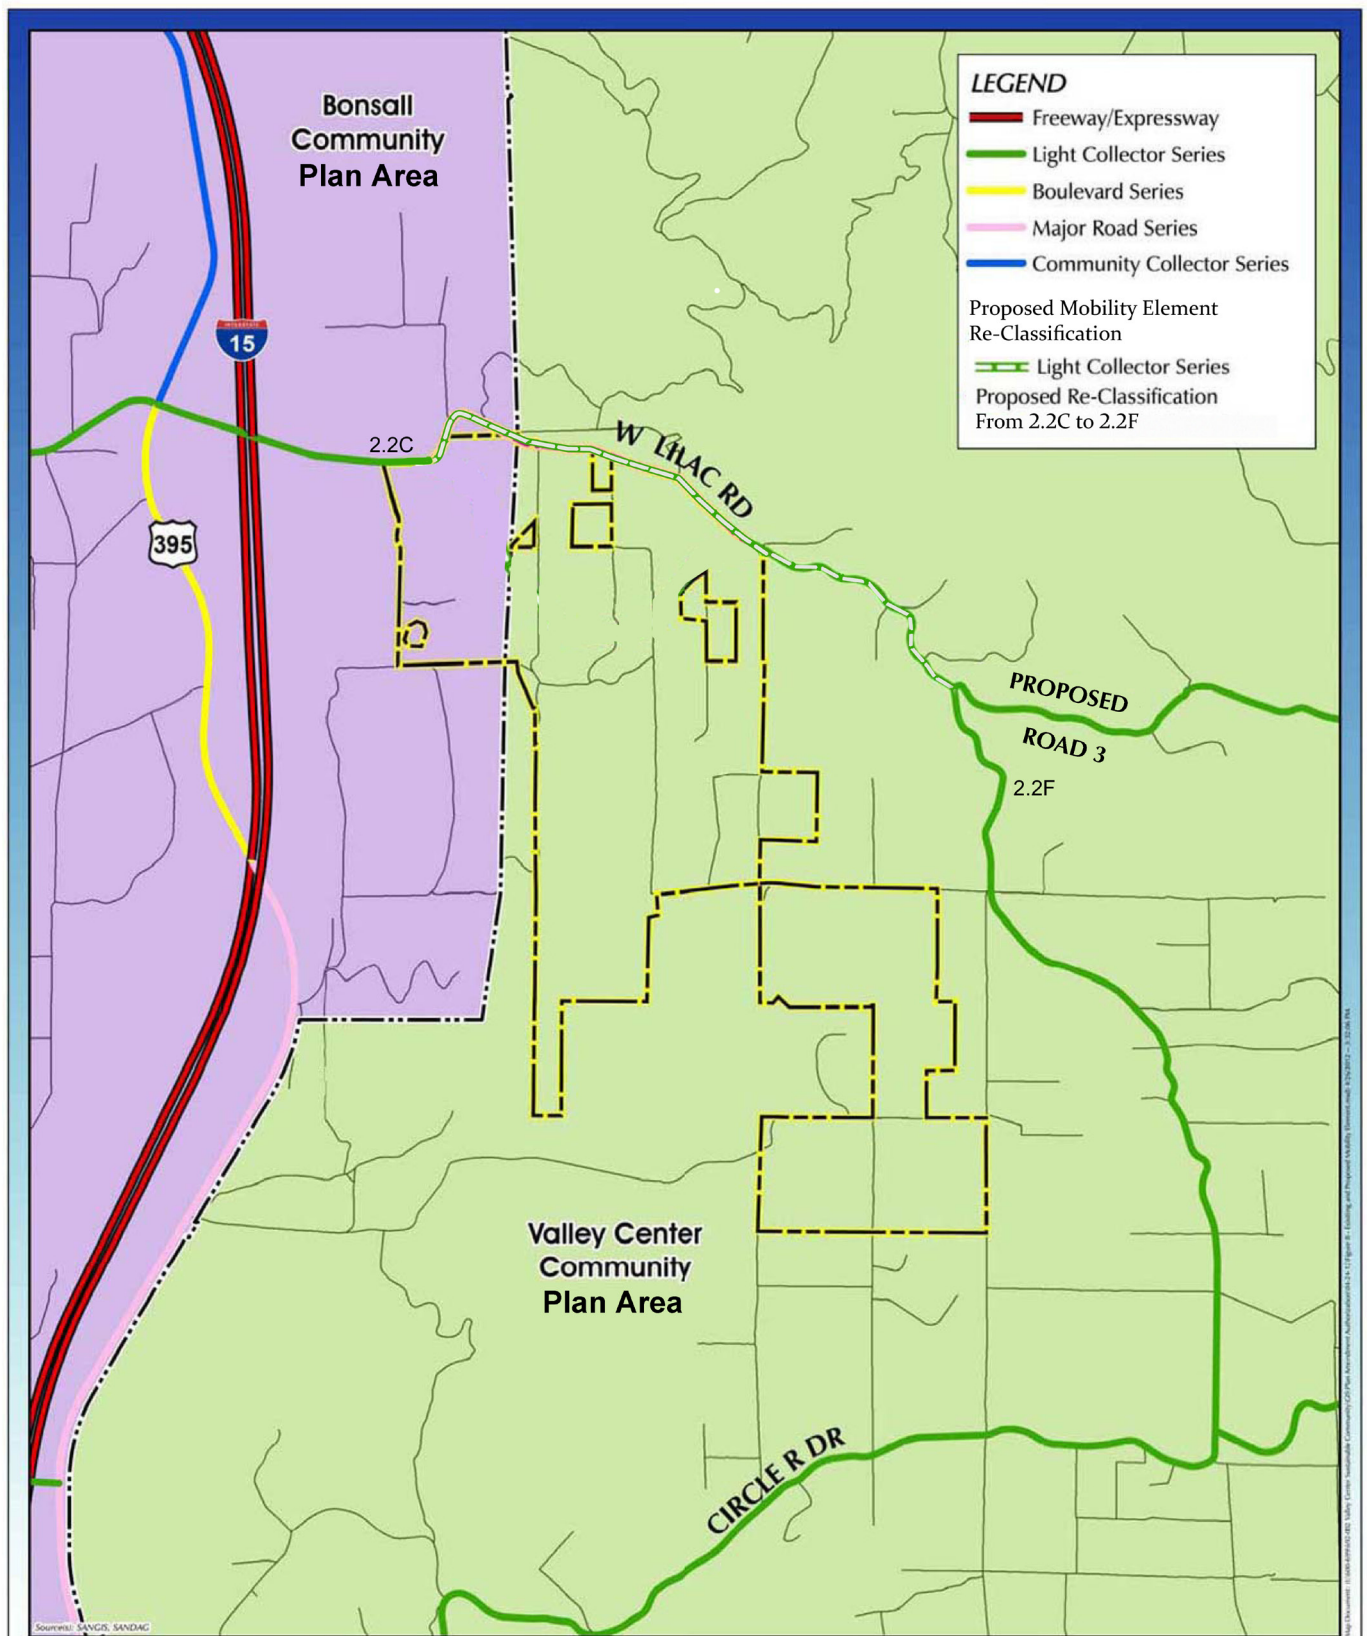 Bonsall
Community
Plan Area
LEGEND
Freeway/Expressway
Light Collector Series
Boulevard Series
Major Road Series
Community Collector Series
Proposed Mobility Element
Re-Classification
Light Collector Series
Proposed Re-Classification
From 2.2C to 2.2F
INTERSTATE
15
2.2C
W LILAC RD
395
PROPOSED
ROAD 3
2.2F
Valley Center
Community
Plan Area
CIRCLE R DR
Source(s): SANGIS, SANDAG